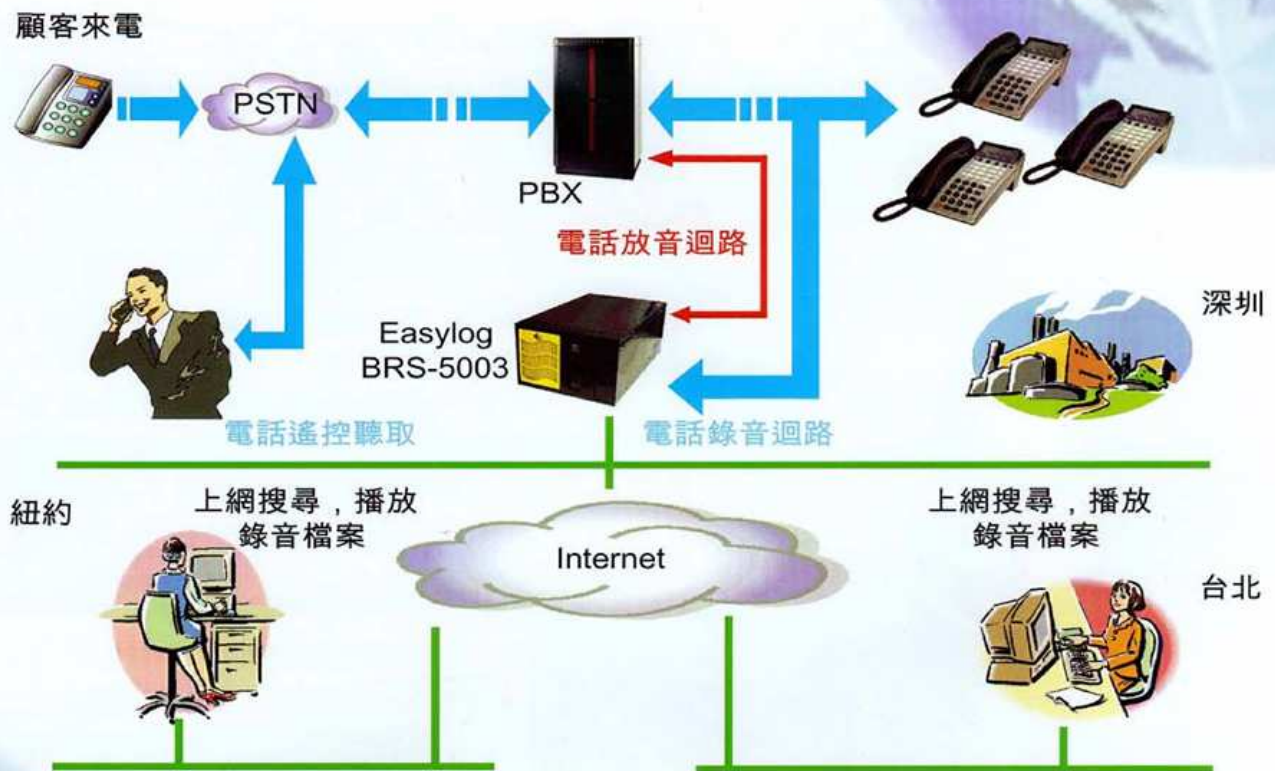 顧客來電
PSTN
PBX
電話放音迴路
深圳
Easylog
BRS-5003
電話遙控聽取
電話錄音迴路
紐約
上網搜尋，播放
錄音檔案
Internet
上網搜尋，播放
錄音檔案
台北